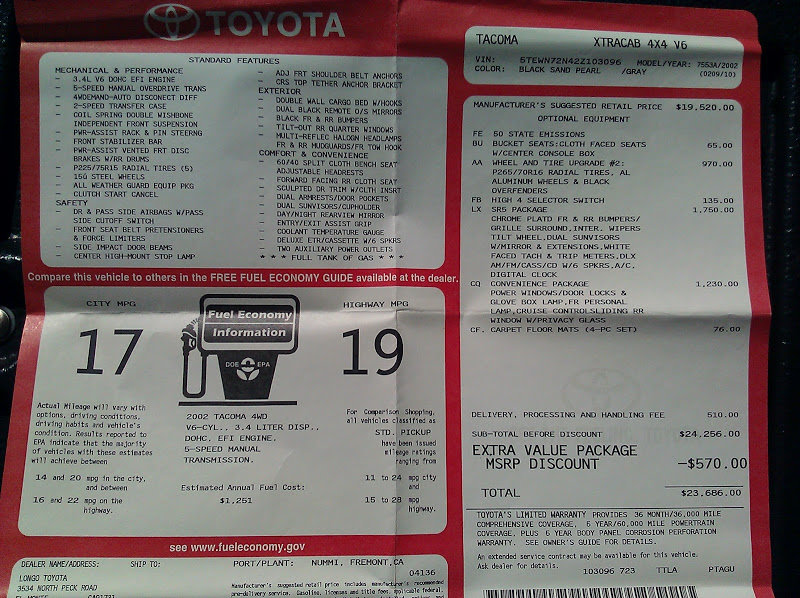 TOYOTA
STANDARD FEATURES
MECHANICAL & PERFORMANCE
- 3.4L V6 DOHC EFI ENGINE
- 5-SPEED MANUAL OVERDRIVE TRANS
- 4WDEMAND-AUTO DISCONECT DIFF
- 2-SPEED TRANSFER CASE
- COIL SPRING DOUBLE WISHBONE
INDEPENDENT FRONT SUSPENSION
- PWR-ASSIST RACK & PIN STEERNG
- FRONT STABILIZER BAR
- PWR-ASSIST VENTED FRT DISC
BRAKES W/RR DRUMS
- P225/75R15 RADIAL TIRES (5)
- 15G STEEL WHEELS
- ALL WEATHER GUARD EQUIP PKG
- CLUTCH START CANCEL
SAFETY
- DR & PASS SIDE AIRBAGS W/PASS
SIDE CUTOFF SWITCH
- FRONT SEAT BELT PRETENSIONERS
& FORCE LIMITERS
- SIDE IMPACT DOOR BEAMS
- CENTER HIGH-MOUNT STOP LAMP
- ADJ FRT SHOULDER BELT ANCHORS
- CRS TOP TETHER ANCHOR BRACKET
EXTERIOR
- DOUBLE WALL CARGO BED W/HOOKS
- DUAL BLACK REMOTE O/S MIRRORS
- BLACK FR & RR BUMPERS
- TILT-OUT RR QUARTER WINDOWS
- MULTI-REFLEC HALOGN HEADLAMPS
- FR & RR MUDGUARDS/FR TOW HOOK
COMFORT & CONVENIENCE
- 60/40 SPLIT CLOTH BENCH SEAT
ADJUSTABLE HEADRESTS
- FORWARD FACING RR CLOTH SEAT
- SCULPTED DR TRIM W/CLTH INSRT
- DUAL ARMRESTS/DOOR POCKETS
- DUAL SUNVISORS/CUPHOLDER
- DAY/NIGHT REARVIEW MIRROR
- ENTRY/EXIT ASSIST GRIP
- COOLANT TEMPERATURE GAUGE
- DELUXE ETR/CASSETTE W/6 SPKRS
- TWO AUXILIARY POWER OUTLETS
* * * FULL TANK OF GAS * * *
Compare this vehicle to others in the FREE FUEL ECONOMY GUIDE available at the dealer.
CITY MPG
17
Fuel Economy
Information
DOE EPA
HIGHWAY MPG
19
Actual Mileage will vary with
options, driving conditions,
driving habits and vehicle's
condition. Results reported to
EPA indicate that the majority
of vehicles with these estimates
will achieve between
14 and 20 mpg in the city,
and between
16 and 22 mpg on the
highway.
2002 TACOMA 4WD
V6-CYL., 3.4 LITER DISP.,
DOHC, EFI ENGINE,
5-SPEED MANUAL
TRANSMISSION.
Estimated Annual Fuel Cost:
$1,251
For Comparison Shopping,
all vehicles classified as
STD. PICKUP
have been issued
mileage ratings
ranging from
11 to 24 mpg city
and
15 to 28 mpg
highway.
see www.fueleconomy.gov
DEALER NAME/ADDRESS:
LONGO TOYOTA
3534 NORTH PECK ROAD
SHIP TO:
PORT/PLANT: NUMMI, FREMONT,CA
04136
Manufacturer's suggested retail price includes manufacturer's recommended
pre-delivery service. Gasoline, licenses and title fees, applicable federal,
TACOMA XTRACAB 4X4 V6
VIN: 5TEWN72N42Z103096 MODEL/YEAR: 7553A/2002
COLOR: BLACK SAND PEARL /GRAY (0209/10)
MANUFACTURER'S SUGGESTED RETAIL PRICE $19,520.00
OPTIONAL EQUIPMENT
FE 50 STATE EMISSIONS
BU BUCKET SEATS:CLOTH FACED SEATS 65.00
W/CENTER CONSOLE BOX
AA WHEEL AND TIRE UPGRADE #2: 970.00
P265/70R16 RADIAL TIRES, AL
ALUMINUM WHEELS & BLACK
OVERFENDERS
FB HIGH 4 SELECTOR SWITCH 135.00
LX SR5 PACKAGE 1,750.00
CHROME PLATD FR & RR BUMPERS/
GRILLE SURROUND,INTER. WIPERS
TILT WHEEL,DUAL SUNVISORS
W/MIRROR & EXTENSIONS,WHITE
FACED TACH & TRIP METERS,DLX
AM/FM/CASS/CD W/6 SPKRS,A/C,
DIGITAL CLOCK
CQ CONVENIENCE PACKAGE 1,230.00
POWER WINDOWS/DOOR LOCKS &
GLOVE BOX LAMP,FR PERSONAL
LAMP,CRUISE CONTROLSLIDING RR
WINDOW W/PRIVACY GLASS
CF. CARPET FLOOR MATS (4-PC SET) 76.00
DELIVERY, PROCESSING AND HANDLING FEE 510.00
SUB-TOTAL BEFORE DISCOUNT $24,256.00
EXTRA VALUE PACKAGE
MSRP DISCOUNT -$570.00
TOTAL $23,686.00
TOYOTA'S LIMITED WARRANTY PROVIDES 36 MONTH/36,000 MILE
COMPREHENSIVE COVERAGE, 5 YEAR/60,000 MILE POWERTRAIN
COVERAGE, PLUS 5 YEAR BODY PANEL CORROSION PERFORATION
WARRANTY. SEE OWNER'S GUIDE FOR DETAILS.
An extended service contract may be available for this vehicle.
Ask dealer for details.
103096 723 TTLA PTAGU